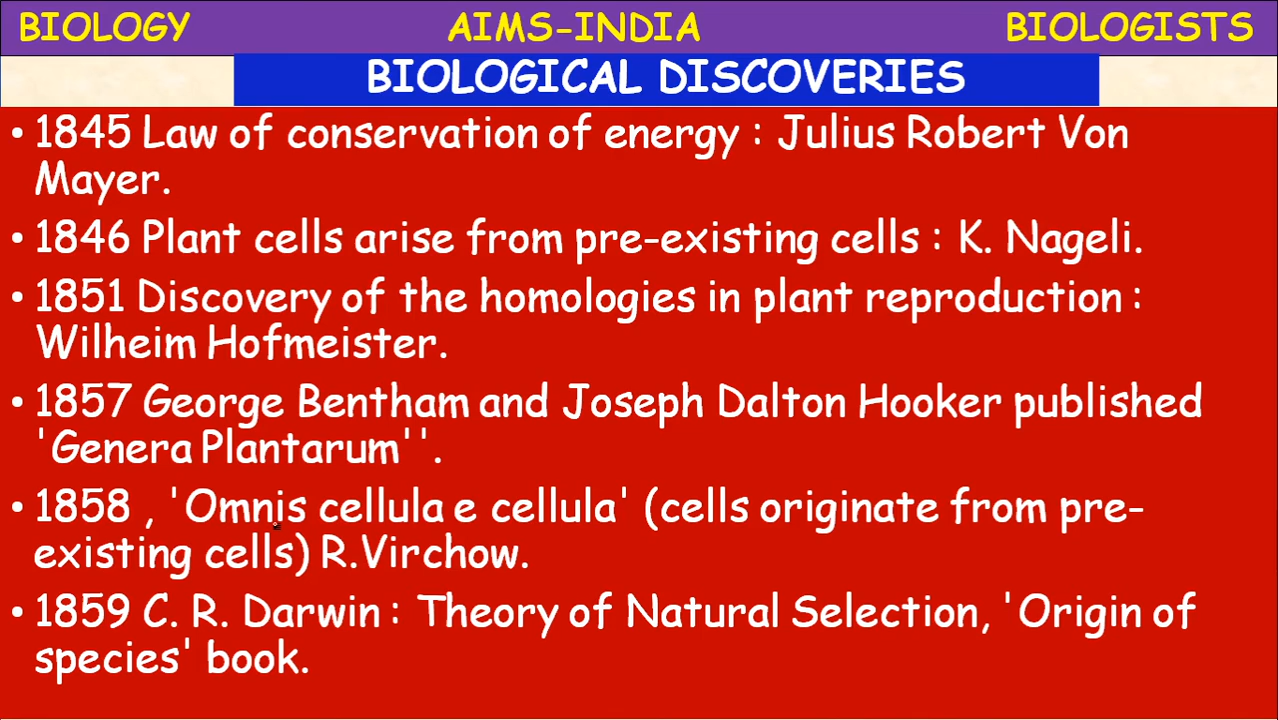 BIOLOGY AIMS-INDIA BIOLOGISTS
BIOLOGICAL DISCOVERIES
• 1845 Law of conservation of energy : Julius Robert Von
Mayer.
• 1846 Plant cells arise from pre-existing cells : K. Nageli.
• 1851 Discovery of the homologies in plant reproduction :
Wilheim Hofmeister.
• 1857 George Bentham and Joseph Dalton Hooker published
'Genera Plantarum''.
• 1858 , 'Omnis cellula e cellula' (cells originate from pre-
existing cells) R.Virchow.
• 1859 C. R. Darwin : Theory of Natural Selection, 'Origin of
species' book.